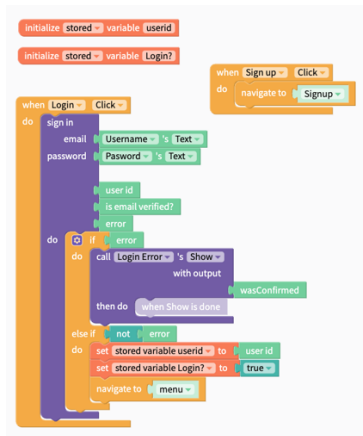 initialize stored variable userid
initialize stored variable Login?
when Sign up Click
do navigate to Signup
when Login Click
do sign in
email Username 's Text
password Pasword 's Text
user id
is email verified?
error
do if error
do call Login Error 's Show
with output
wasConfirmed
then do when Show is done
else if not error
do set stored variable userid to user id
set stored variable Login? to true
navigate to menu